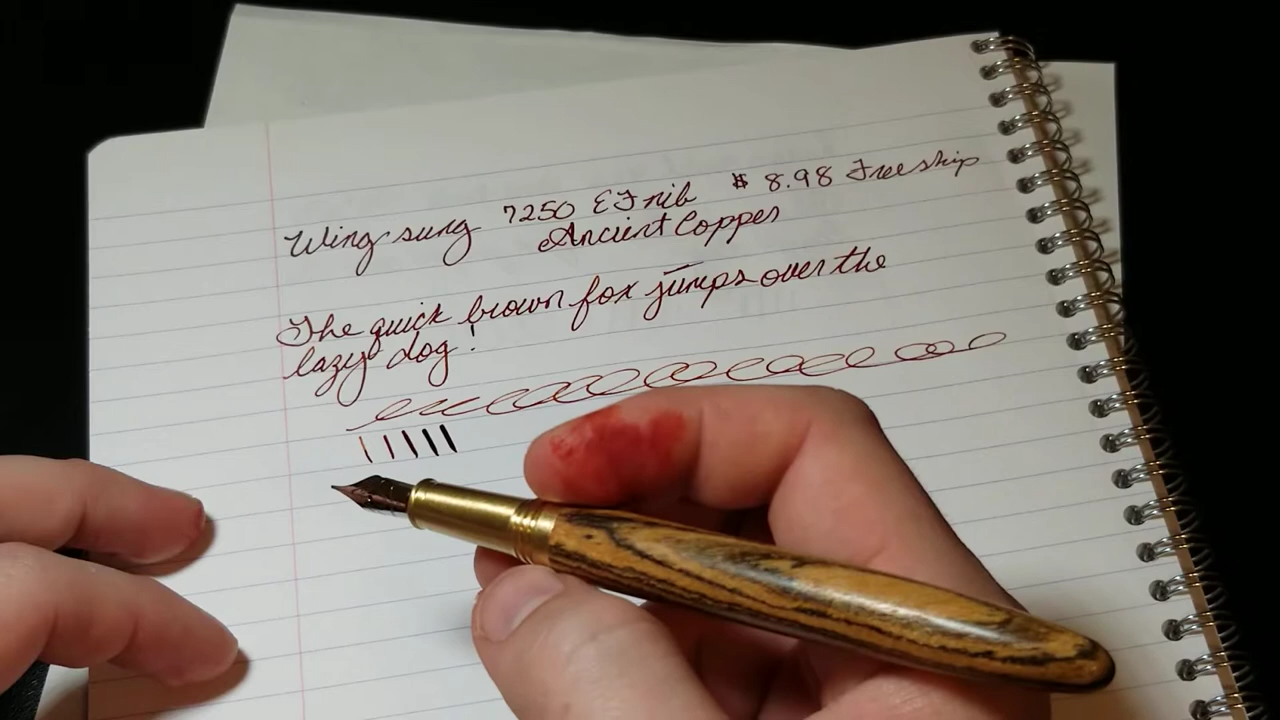 Wing sung 7250 EF nib $ 8.98 Free ship
Ancient Copper
The quick brown fox jumps over the
lazy dog!